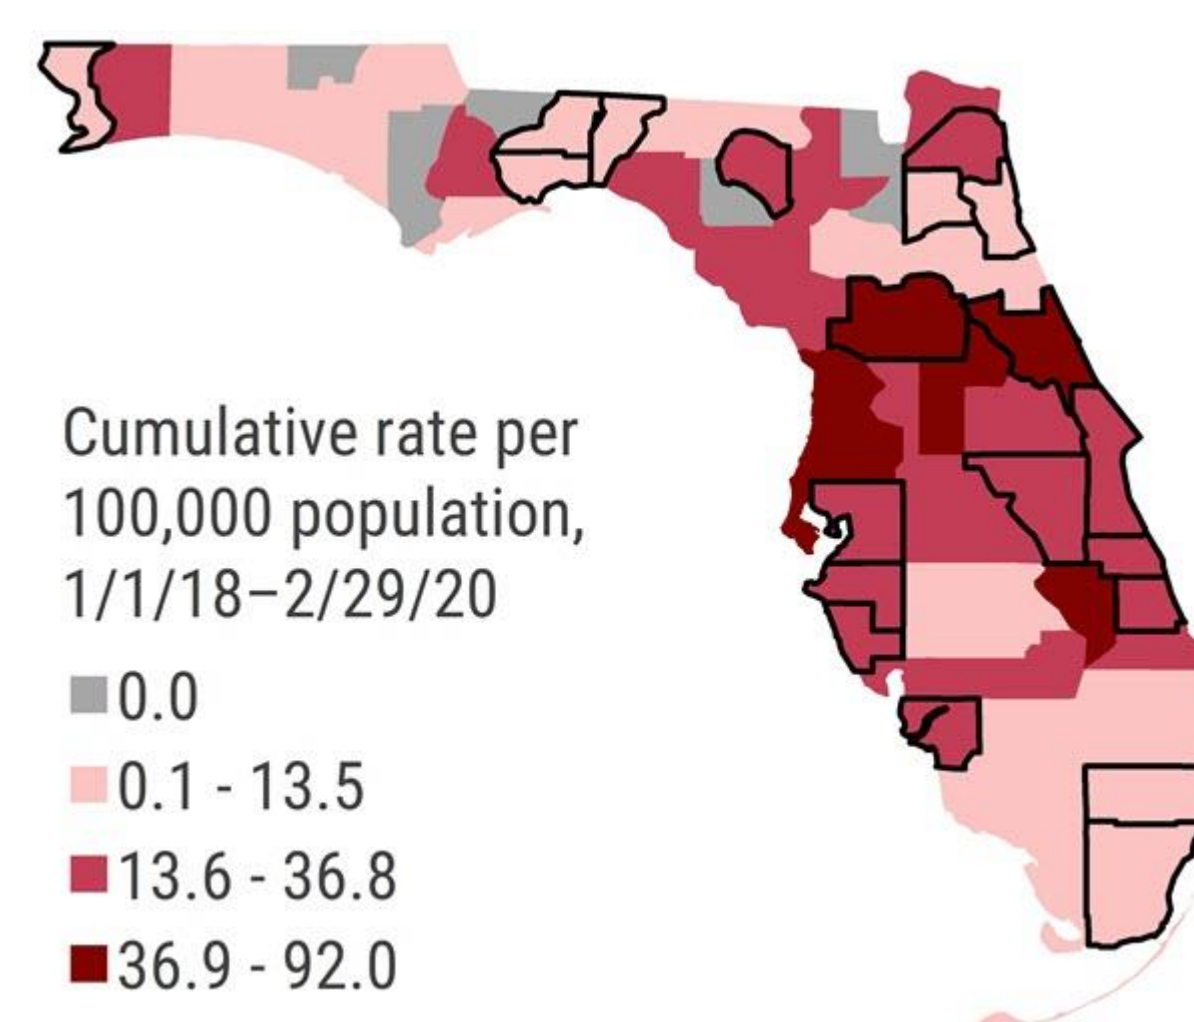 Cumulative rate per
100,000 population,
1/1/18–2/29/20
0.0
0.1 - 13.5
13.6 - 36.8
36.9 - 92.0